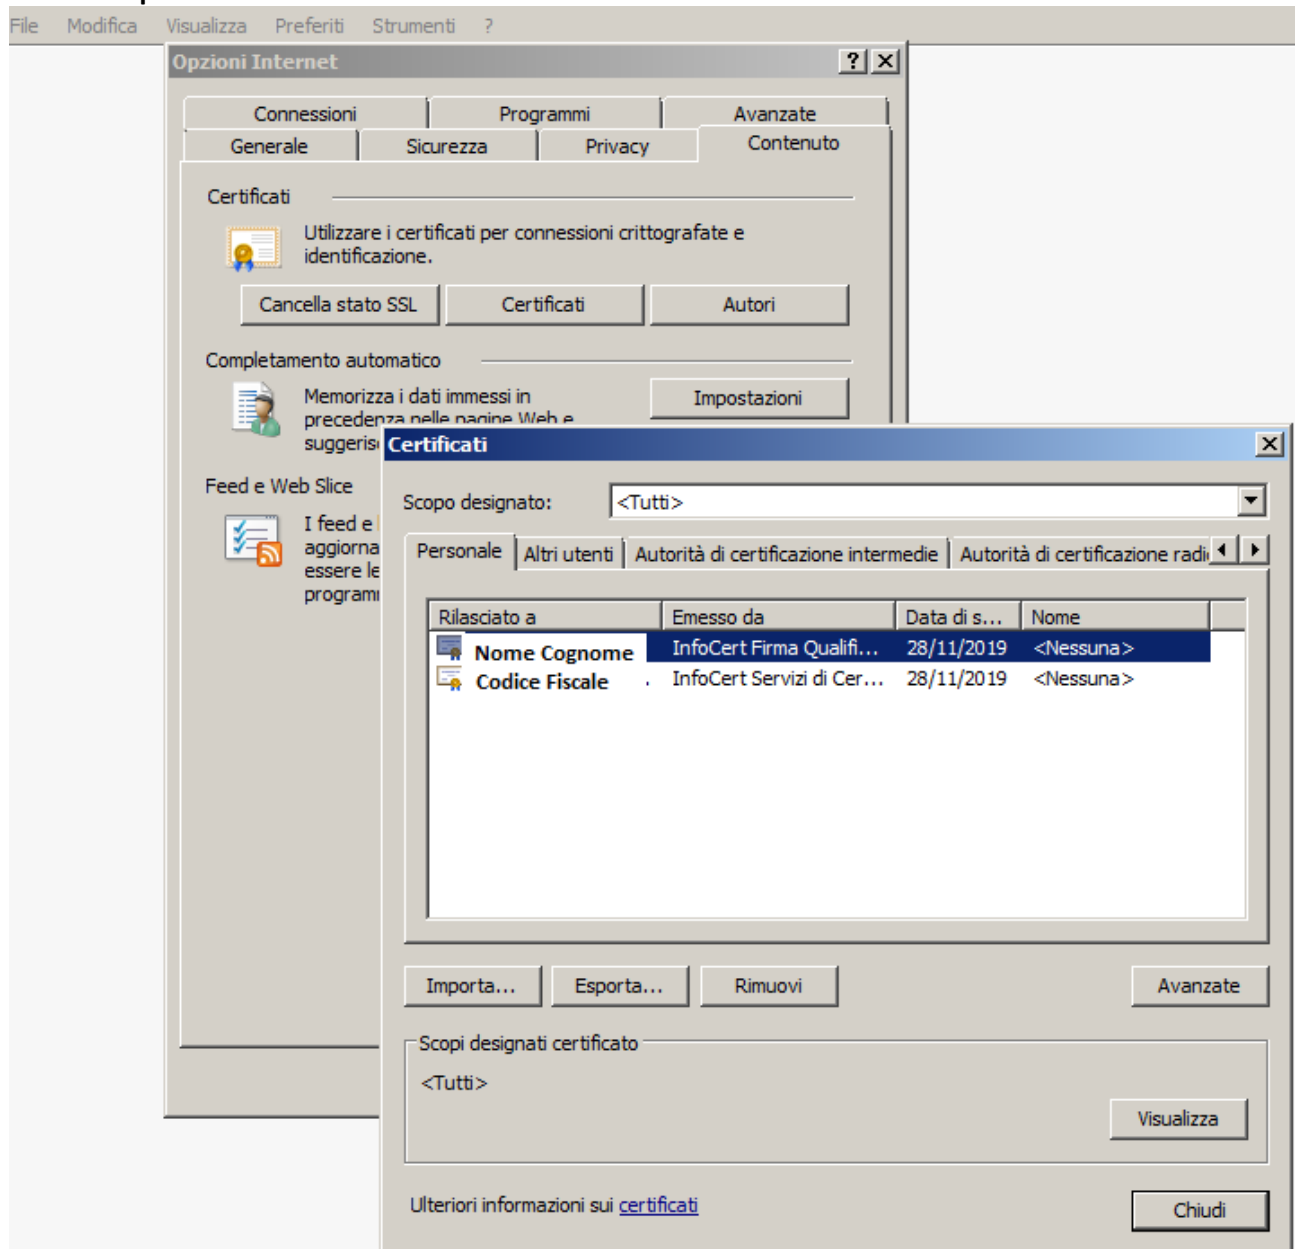 File Modifica Visualizza Preferiti Strumenti ?
Opzioni Internet
Connessioni Programmi Avanzate
Generale Sicurezza Privacy Contenuto
Certificati
Utilizzare i certificati per connessioni crittografate e
identificazione.
Cancella stato SSL Certificati Autori
Completamento automatico
Memorizza i dati immessi in
precedenza nelle pagine Web e
Impostazioni
Feed e Web Slice
I feed e
essere le
Certificati
Scopo designato: <Tutti>
Personale Altri utenti Autorità di certificazione intermedie Autorità di certificazione
Rilasciato a Emesso da Data di s... Nome
Nome Cognome InfoCert Firma Qualifi... 28/11/2019 <Nessuna>
Codice Fiscale . InfoCert Servizi di Cer... 28/11/2019 <Nessuna>
Importa... Esporta... Rimuovi Avanzate
Scopi designati certificato
<Tutti>
Visualizza
Ulteriori informazioni sui certificati
Chiudi